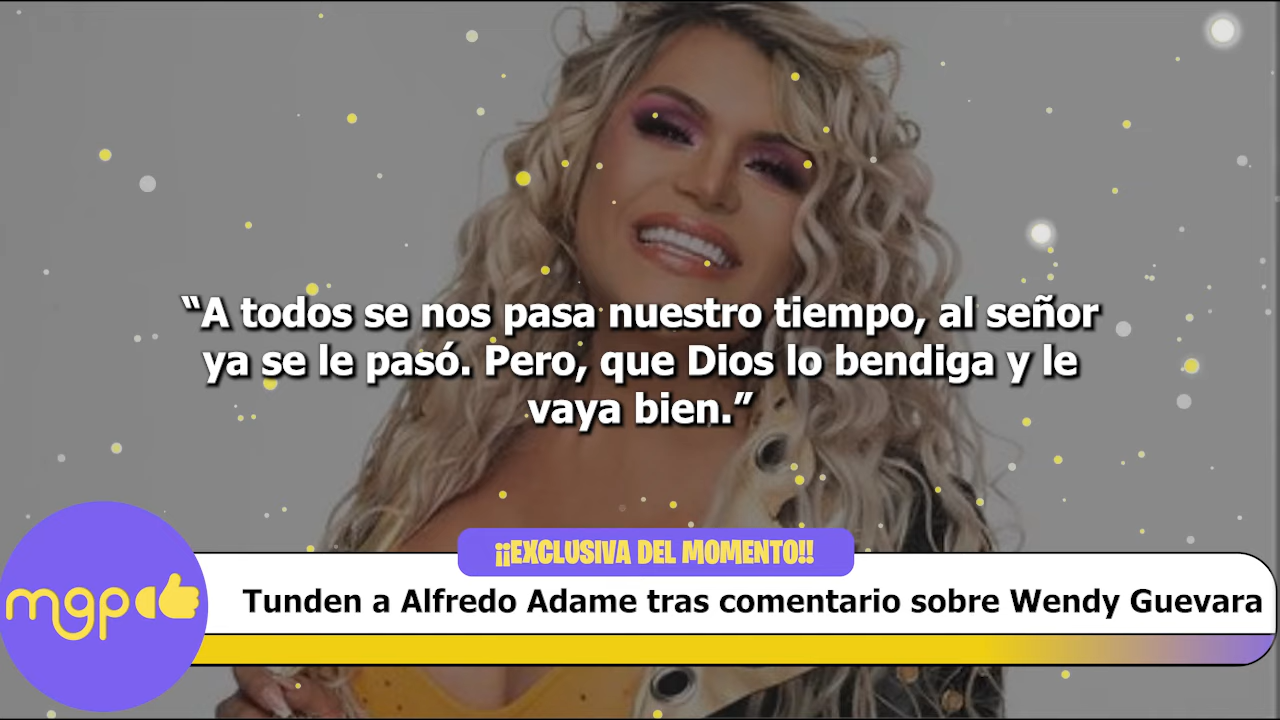 “A todos se nos pasa nuestro tiempo, al señor
ya se le pasó. Pero, que Dios lo bendiga y le
vaya bien.”
¡¡EXCLUSIVA DEL MOMENTO!!
mgp
Tunden a Alfredo Adame tras comentario sobre Wendy Guevara